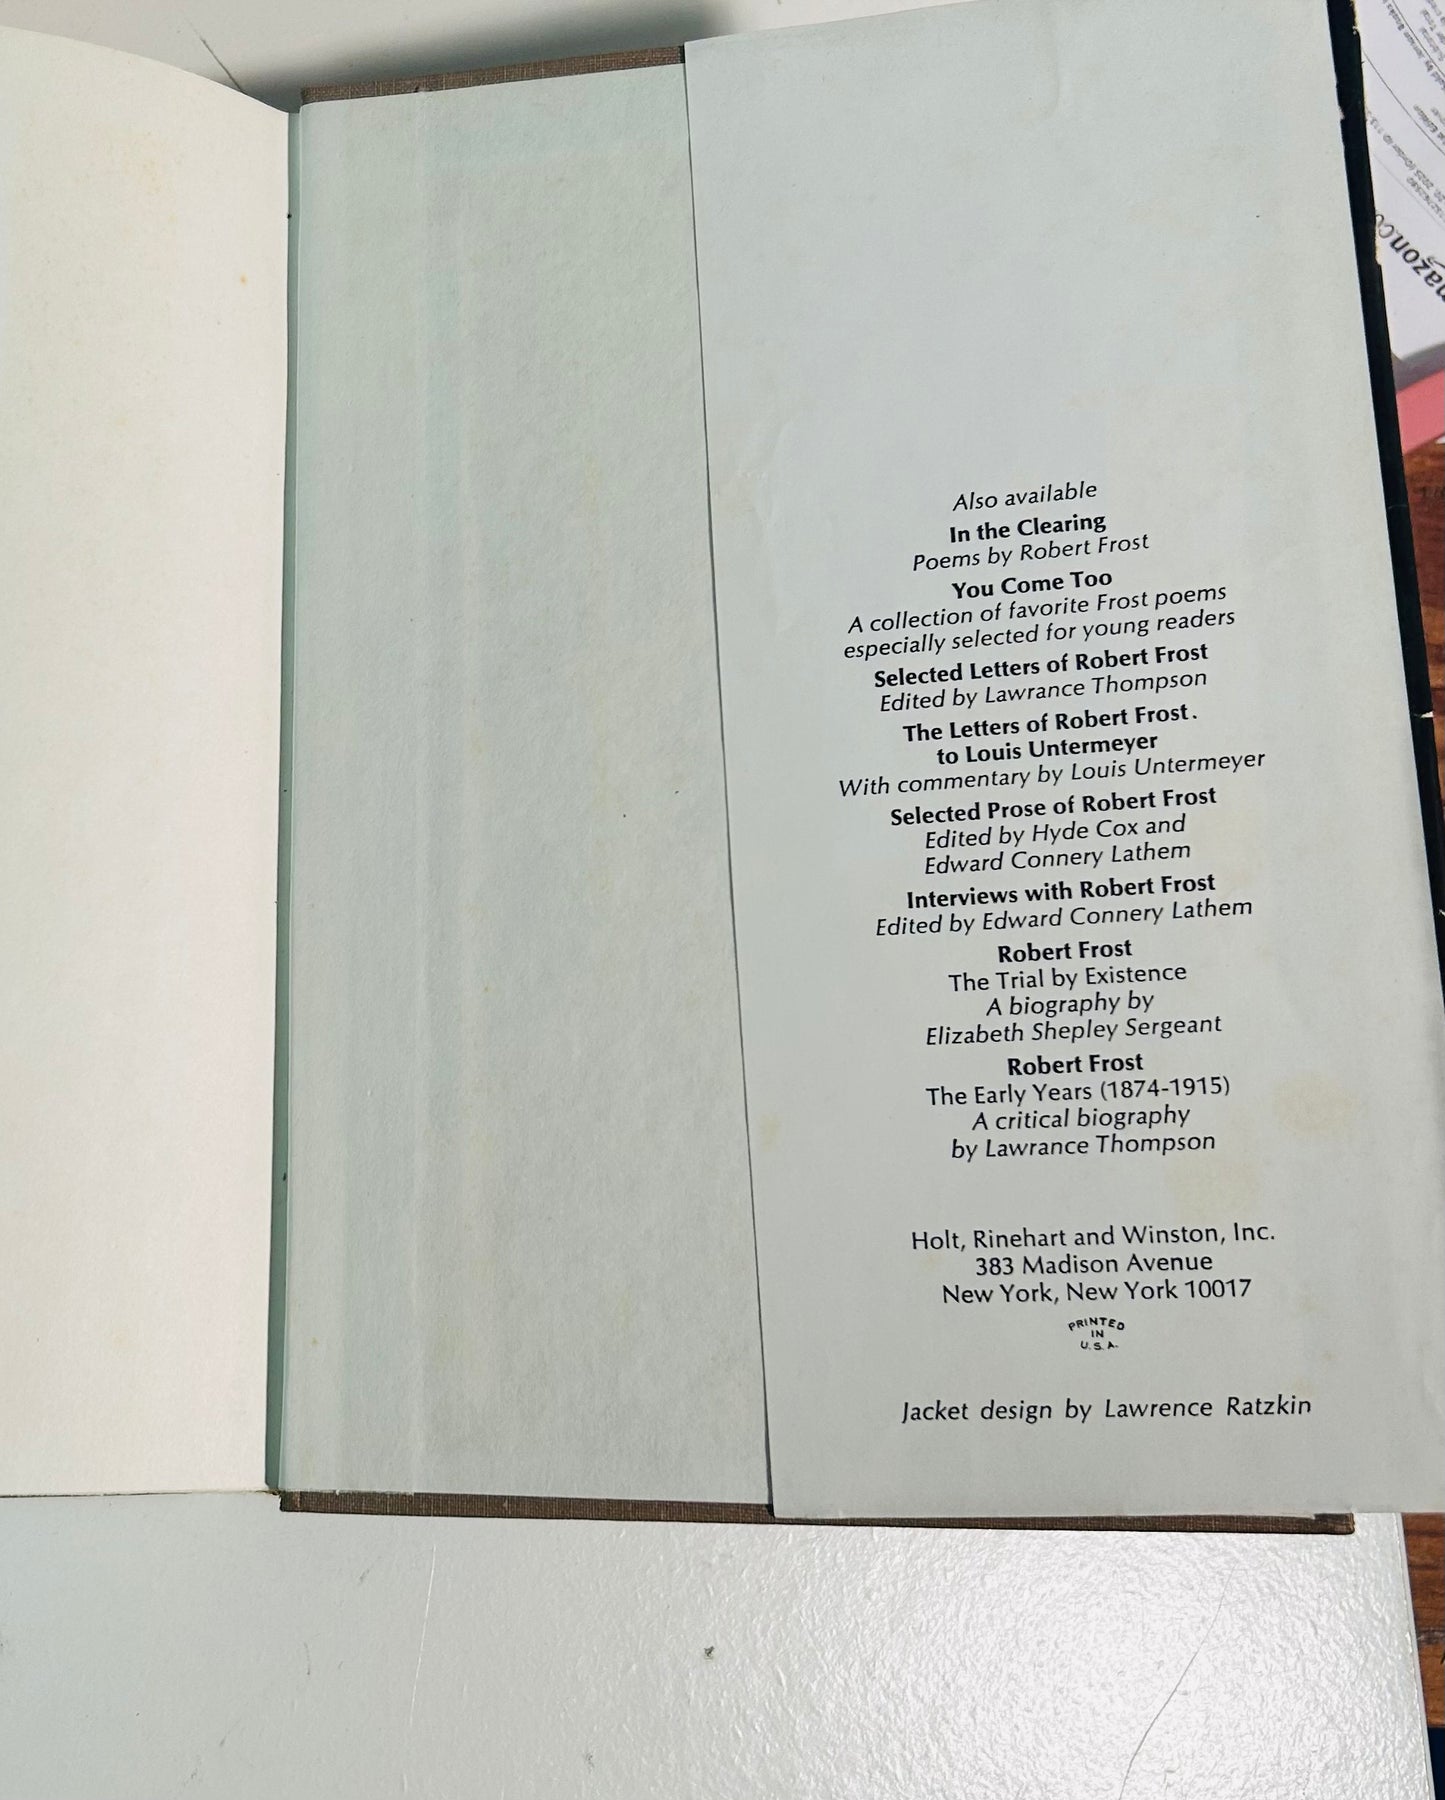 Also available
In the Clearing
Poems by Robert Frost
You Come Too
A collection of favorite Frost poems
especially selected for young readers
Selected Letters of Robert Frost
Edited by Lawrance Thompson
The Letters of Robert Frost.
to Louis Untermeyer
With commentary by Louis Untermeyer
Selected Prose of Robert Frost
Edited by Hyde Cox and
Edward Connery Lathem
Interviews with Robert Frost
Edited by Edward Connery Lathem
Robert Frost
The Trial by Existence
A biography by
Elizabeth Shepley Sergeant
Robert Frost
The Early Years (1874-1915)
A critical biography
by Lawrance Thompson
Holt, Rinehart and Winston, Inc.
383 Madison Avenue
New York, New York 10017
PRINTED
IN
U.S.A.
Jacket design by Lawrence Ratzkin